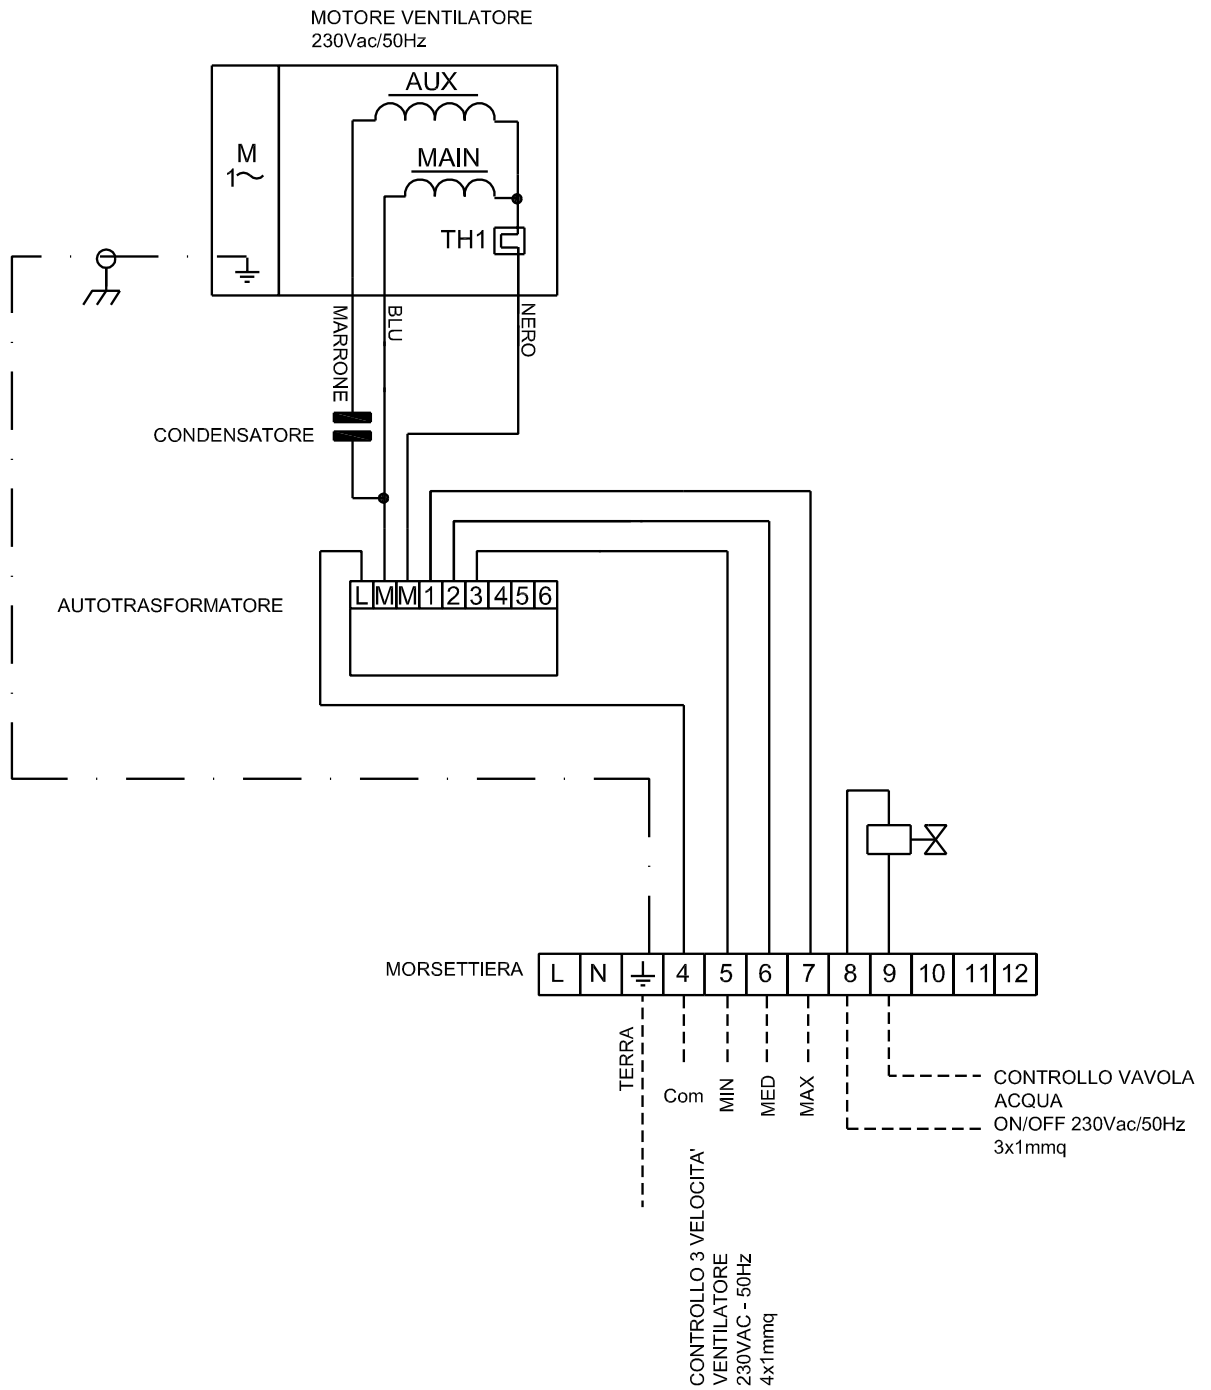 MOTORE VENTILATORE
230Vac/50Hz
AUX
M
1~
MAIN
TH1
MARRONE
BLU
NERO
CONDENSATORE
AUTOTRASFORMATORE
L M M 1 2 3 4 5 6
MORSETTIERA
L N 4 5 6 7 8 9 10 11 12
TERRA
Com
MIN
MED
MAX
CONTROLLO VAVOLA
ACQUA
ON/OFF 230Vac/50Hz
3x1mmq
CONTROLLO 3 VELOCITA'
VENTILATORE
230VAC - 50Hz
4x1mmq